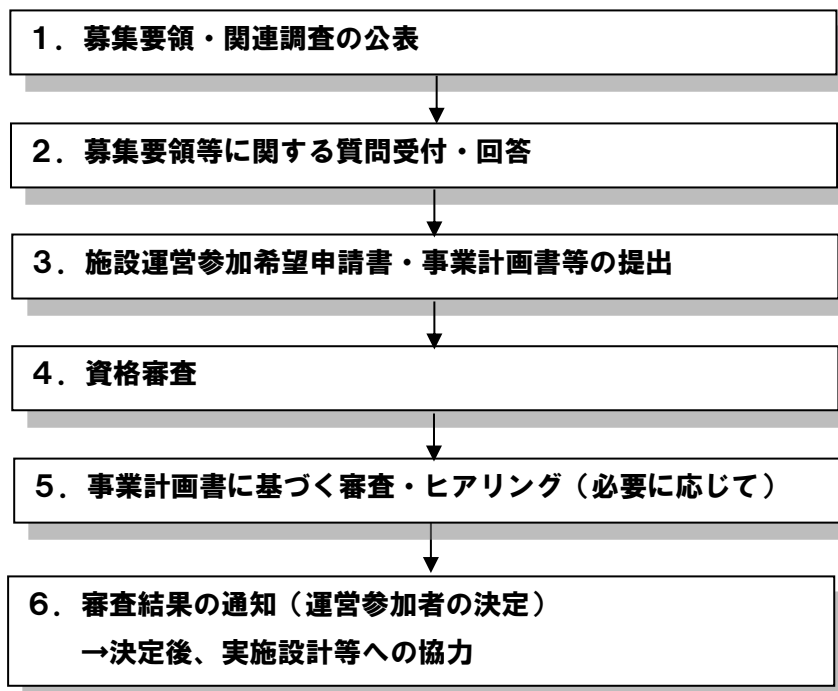 １．募集要領・関連調査の公表
２．募集要領等に関する質問受付・回答
３．施設運営参加希望申請書・事業計画書等の提出
４．資格審査
５．事業計画書に基づく審査・ヒアリング（必要に応じて）
６．審査結果の通知（運営参加者の決定）
→決定後、実施設計等への協力